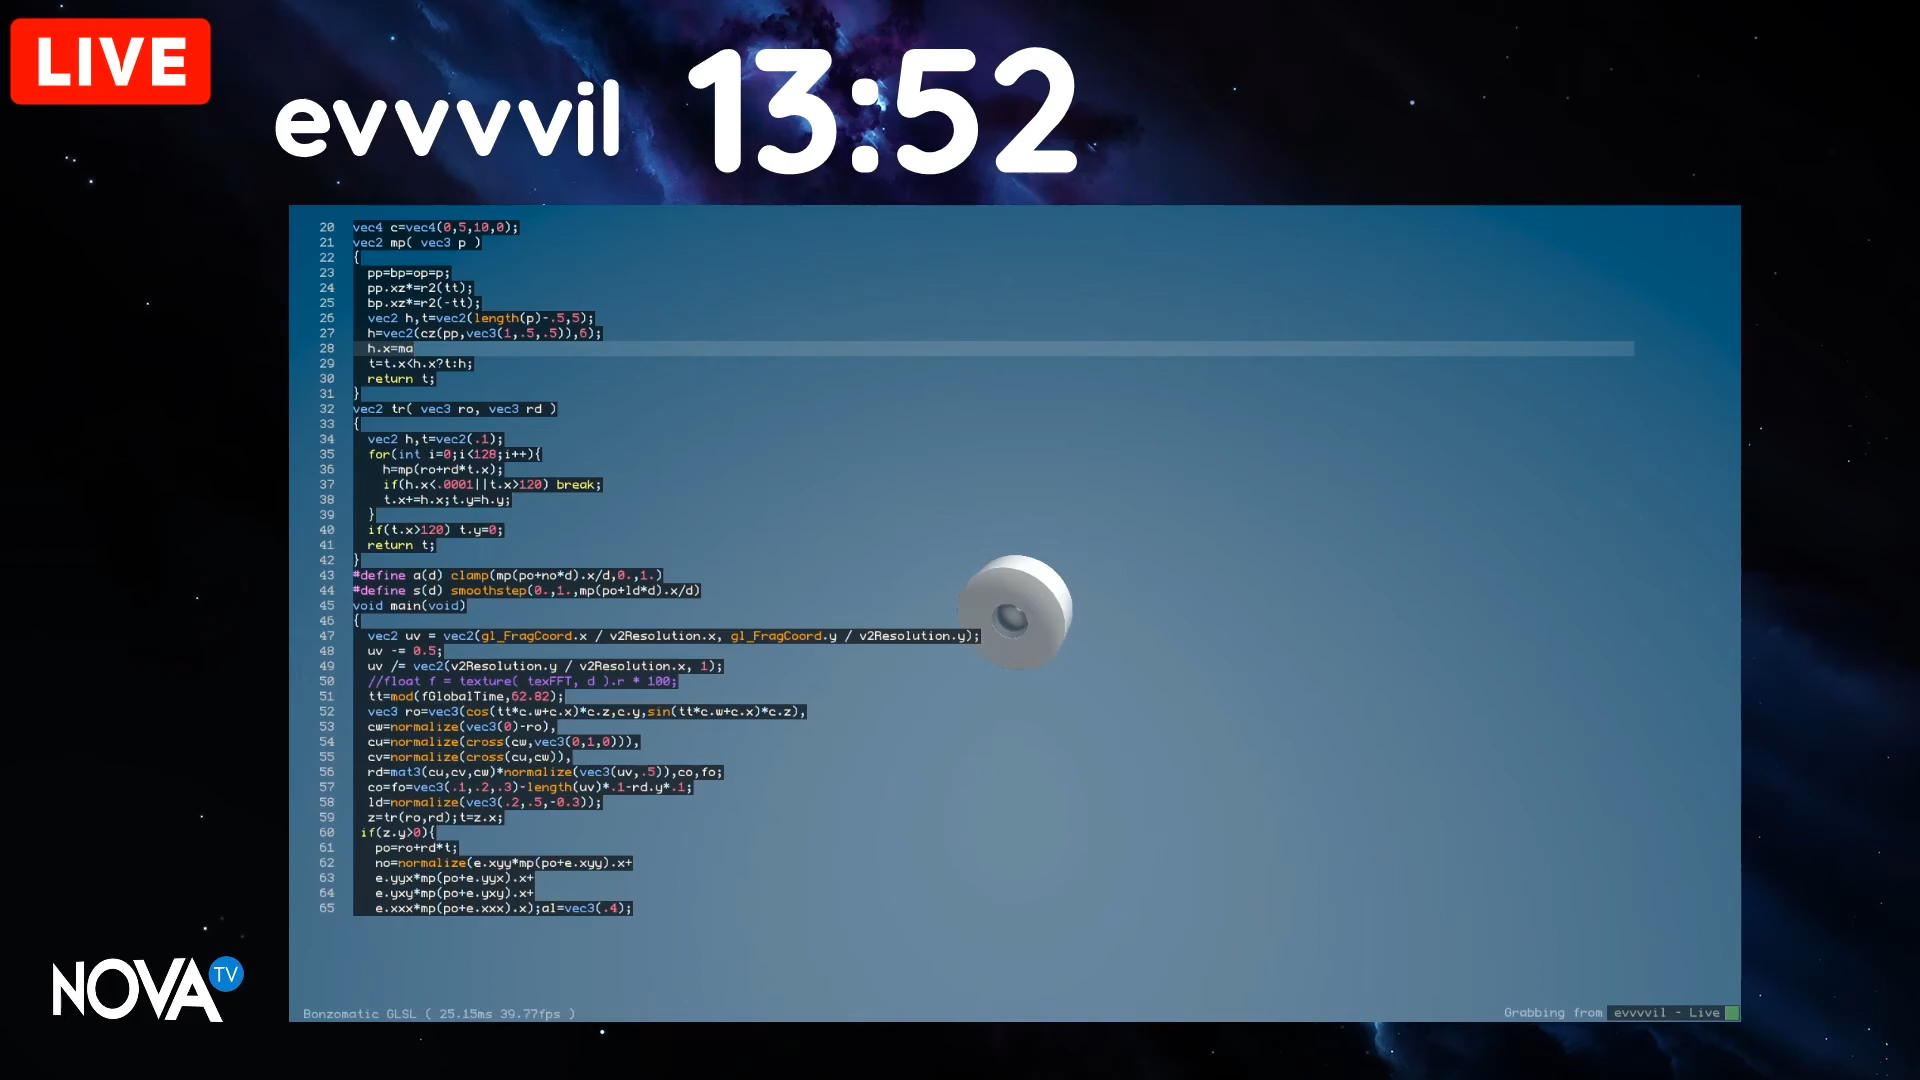 LIVE
evvvvil 13:52
20 vec4 c=vec4(0,5,10,0);
21 vec2 mp( vec3 p )
22 {
23 pp=bp=op=p;
24 pp.xz*=r2(tt);
25 bp.xz*=r2(-tt);
26 vec2 h,t=vec2(length(p)-.5,5);
27 h=vec2(cz(pp,vec3(1,.5,.5)),6);
28 h.x=ma
29 t=t.x<h.x?t:h;
30 return t;
31 }
32 vec2 tr( vec3 ro, vec3 rd )
33 {
34 vec2 h,t=vec2(.1);
35 for(int i=0;i<128;i++){
36 h=mp(ro+rd*t.x);
37 if(h.x<.0001||t.x>120) break;
38 t.x+=h.x;t.y=h.y;
39 }
40 if(t.x>120) t.y=0;
41 return t;
42 }
43 #define a(d) clamp(mp(po+no*d).x/d,0.,1.)
44 #define s(d) smoothstep(0.,1.,mp(po+ld*d).x/d)
45 void main(void)
46 {
47 vec2 uv = vec2(gl_FragCoord.x / v2Resolution.x, gl_FragCoord.y / v2Resolution.y);
48 uv -= 0.5;
49 uv /= vec2(v2Resolution.y / v2Resolution.x, 1);
50 //float f = texture( texFFT, d ).r * 100;
51 tt=mod(fGlobalTime,62.82);
52 vec3 ro=vec3(cos(tt*c.w+c.x)*c.z,c.y,sin(tt*c.w+c.x)*c.z),
53 cw=normalize(vec3(0)-ro),
54 cu=normalize(cross(cw,vec3(0,1,0))),
55 cv=normalize(cross(cu,cw)),
56 rd=mat3(cu,cv,cw)*normalize(vec3(uv,.5)),co,fo;
57 co=fo=vec3(.1,.2,.3)-length(uv)*.1-rd.y*.1;
58 ld=normalize(vec3(.2,.5,-0.3));
59 z=tr(ro,rd);t=z.x;
60 if(z.y>0){
61 po=ro+rd*t;
62 no=normalize(e.xyy*mp(po+e.xyy).x+
63 e.yyx*mp(po+e.yyx).x+
64 e.yxy*mp(po+e.yxy).x+
65 e.xxx*mp(po+e.xxx).x);al=vec3(.4);
NOVA TV
Bonzomatic GLSL ( 25.15ms 39.77fps )
Grabbing from evvvvil - Live